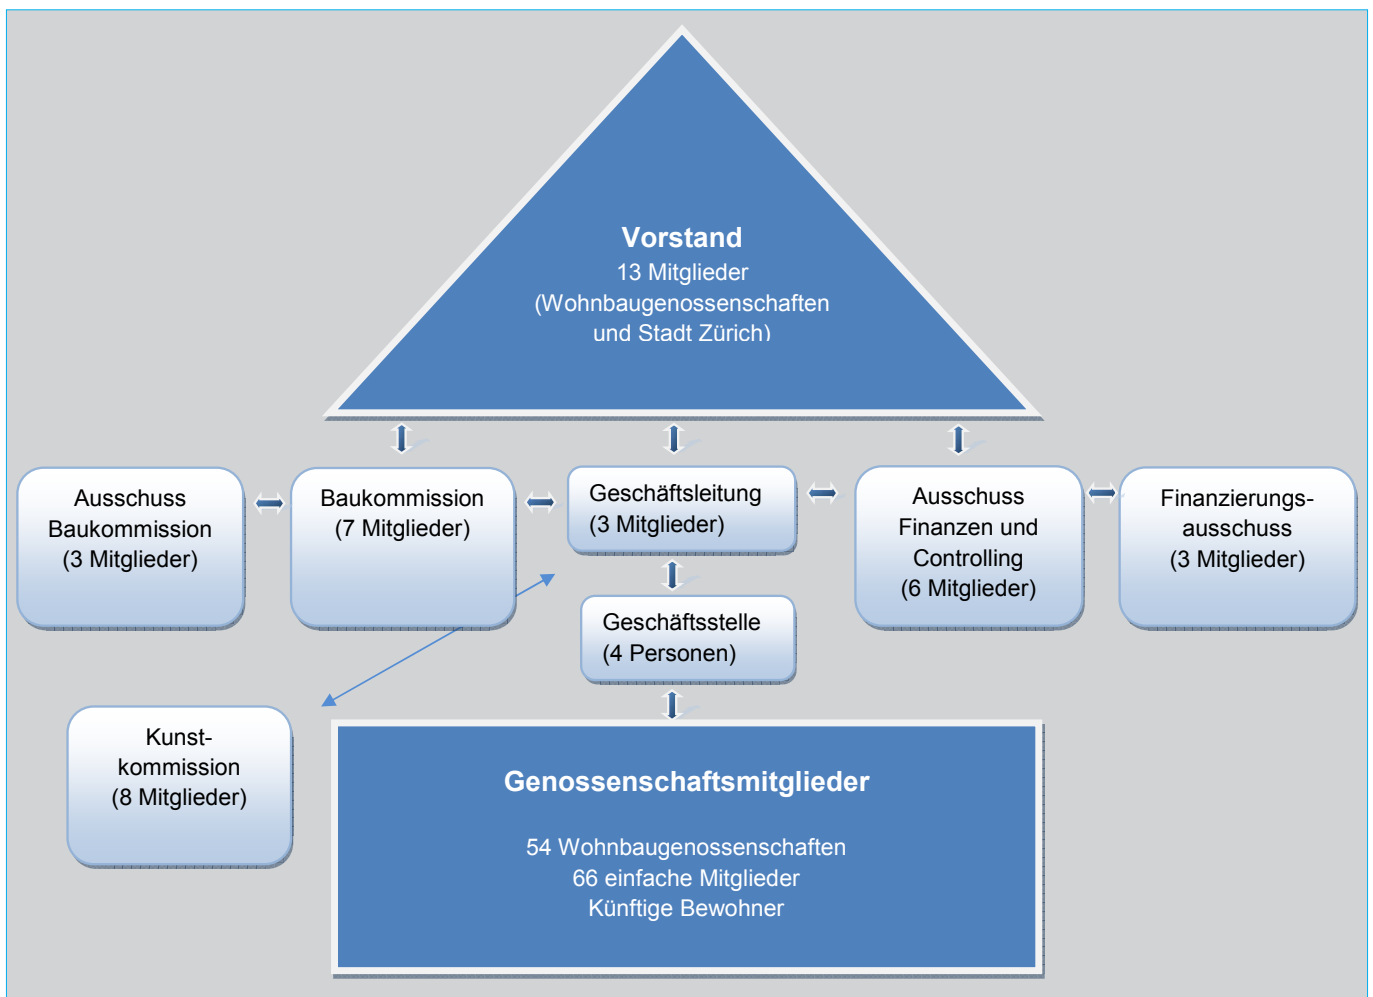 Vorstand
13 Mitglieder
(Wohnbaugenossenschaften
und Stadt Zürich)
Ausschuss
Baukommission
(3 Mitglieder)
Baukommission
(7 Mitglieder)
Geschäftsleitung
(3 Mitglieder)
Ausschuss
Finanzen und
Controlling
(6 Mitglieder)
Finanzierungs-
ausschuss
(3 Mitglieder)
Geschäftsstelle
(4 Personen)
Kunst-
kommission
(8 Mitglieder)
Genossenschaftsmitglieder
54 Wohnbaugenossenschaften
66 einfache Mitglieder
Künftige Bewohner